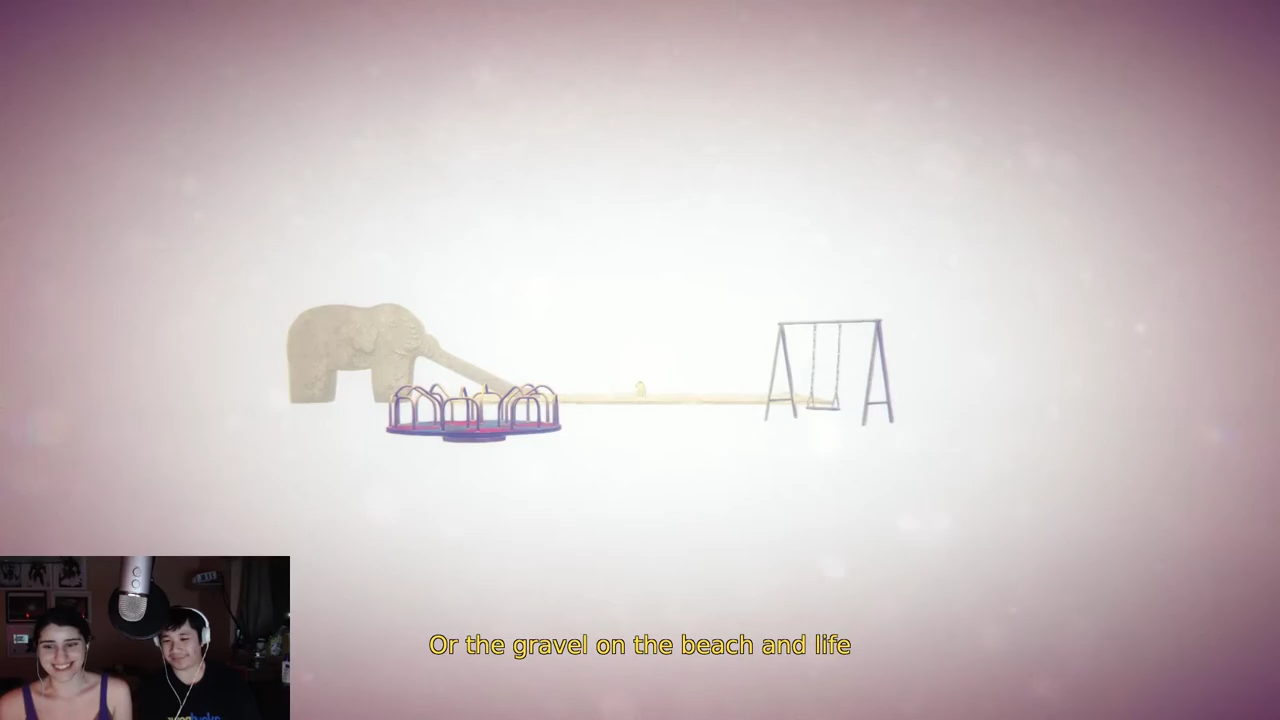 Or the gravel on the beach and life